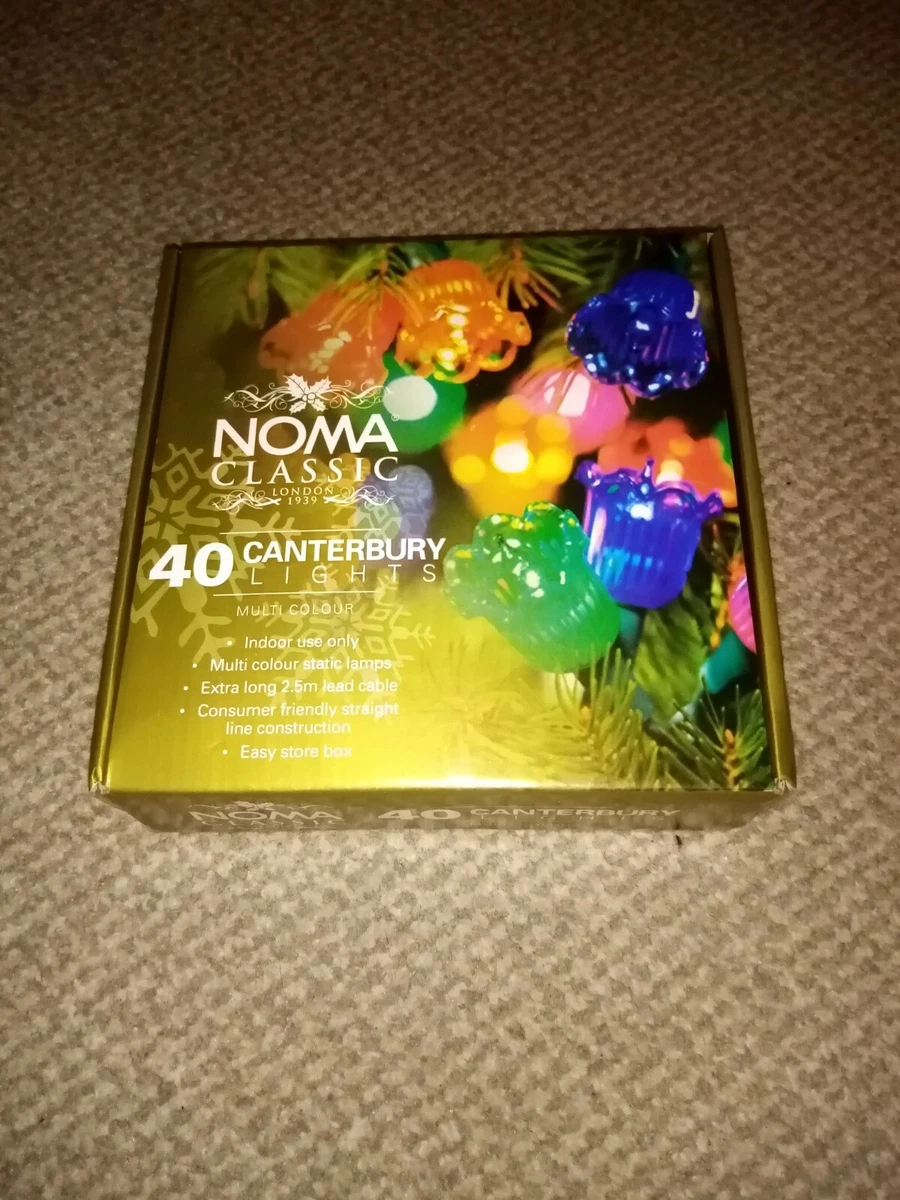 NOMA®
CLASSIC
LONDON
1939
40 CANTERBURY
LIGHTS
MULTI COLOUR
• Indoor use only
• Multi colour static lamps
• Extra long 2.5m lead cable
• Consumer friendly straight
line construction
• Easy store box
NOMA 40 CANTERBURY
CLASSIC